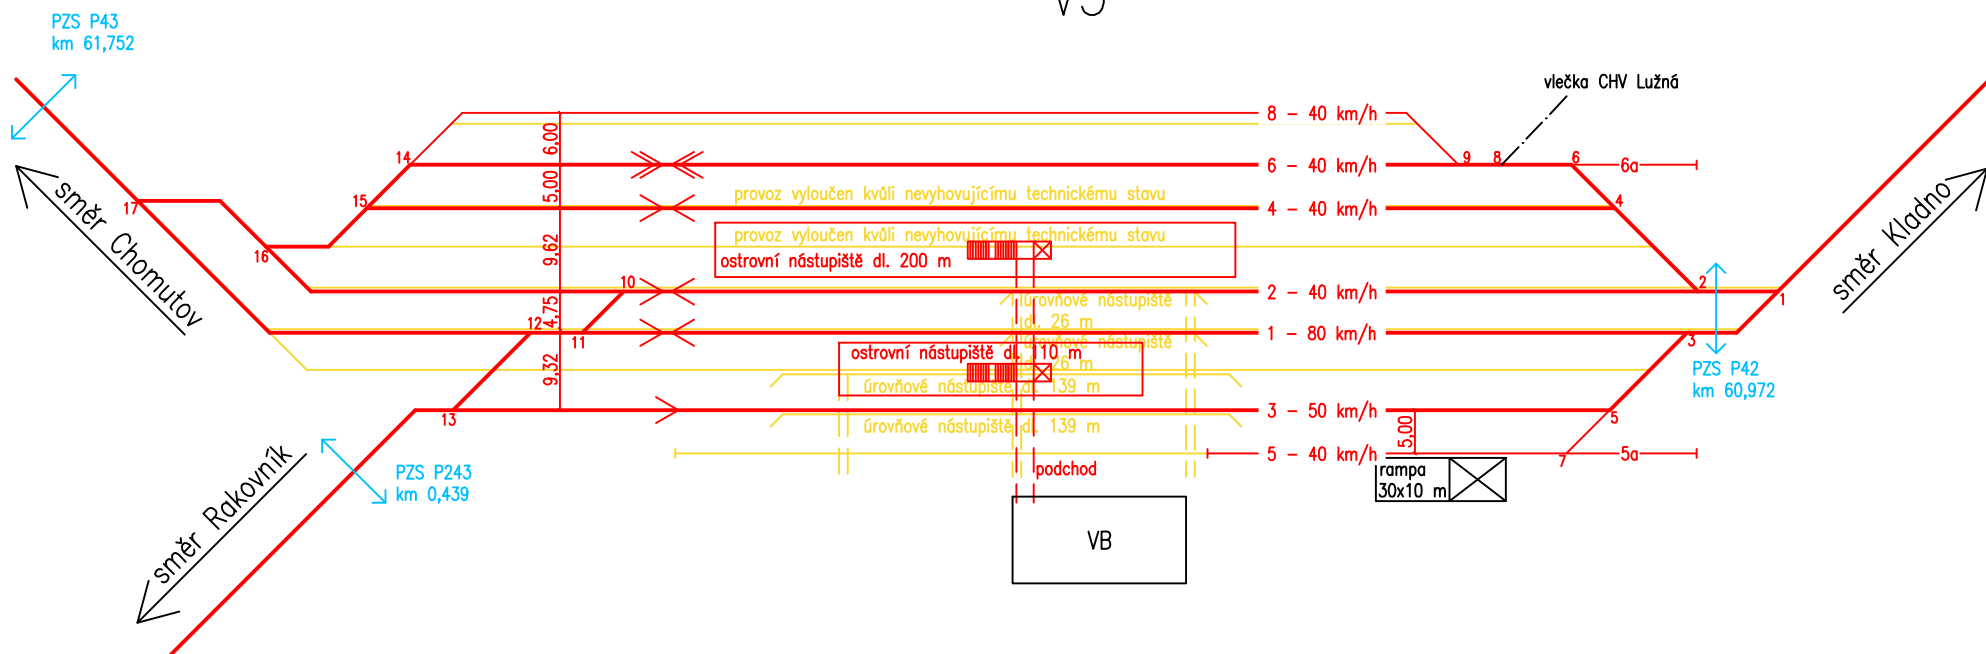 V5
PZS P43
km 61,752
vlečka CHV Lužná
8 - 40 km/h
6,00
14
6 - 40 km/h
9
8
6
6a
5,00
provoz vyloučen kvůli nevyhovujícímu technickému stavu
15
4 - 40 km/h
4
17
směr Chomutov
směr Kladno
provoz vyloučen kvůli nevyhovujícímu technickému stavu
9,62
16
ostrovní nástupiště dl. 200 m
10
2 - 40 km/h
2
1
4,75
úrovňové nástupiště
dl. 26 m
12
11
1 - 80 km/h
3
úrovňové nástupiště
dl. 26 m
ostrovní nástupiště dl. 110 m
9,32
PZS P42
km 60,972
úrovňové nástupiště dl. 139 m
13
3 - 50 km/h
5
úrovňové nástupiště dl. 139 m
5,00
5 - 40 km/h
7
5a
směr Rakovník
PZS P243
km 0,439
podchod
rampa
30x10 m
VB